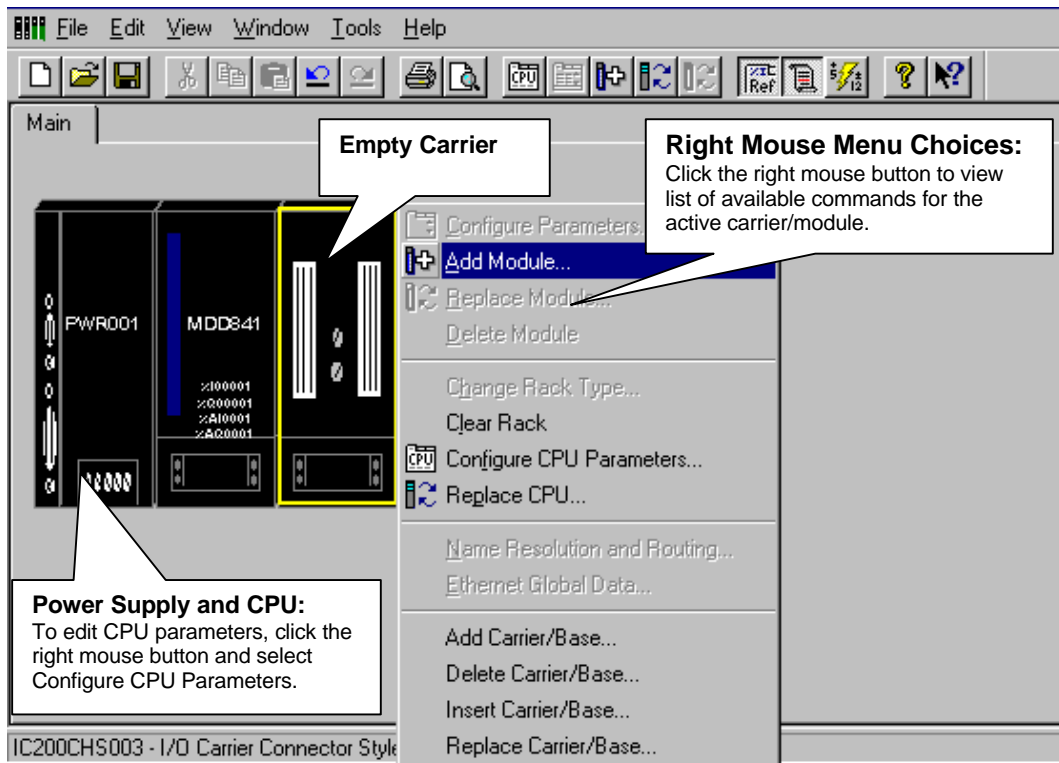 File Edit View Window Tools Help
Main
Empty Carrier
Right Mouse Menu Choices:
Click the right mouse button to view
list of available commands for the
active carrier/module.
Configure Parameters...
Add Module...
Replace Module...
Delete Module
Change Rack Type...
Clear Rack
Configure CPU Parameters...
Replace CPU...
Name Resolution and Routing...
Ethernet Global Data...
Add Carrier/Base...
Delete Carrier/Base...
Insert Carrier/Base...
Replace Carrier/Base...
PWR001
MDD841
%I00001
%Q00001
%AI0001
%AQ0001
Power Supply and CPU:
To edit CPU parameters, click the
right mouse button and select
Configure CPU Parameters.
IC200CHS003 - I/O Carrier Connector Style
CPU
Ref
CPU